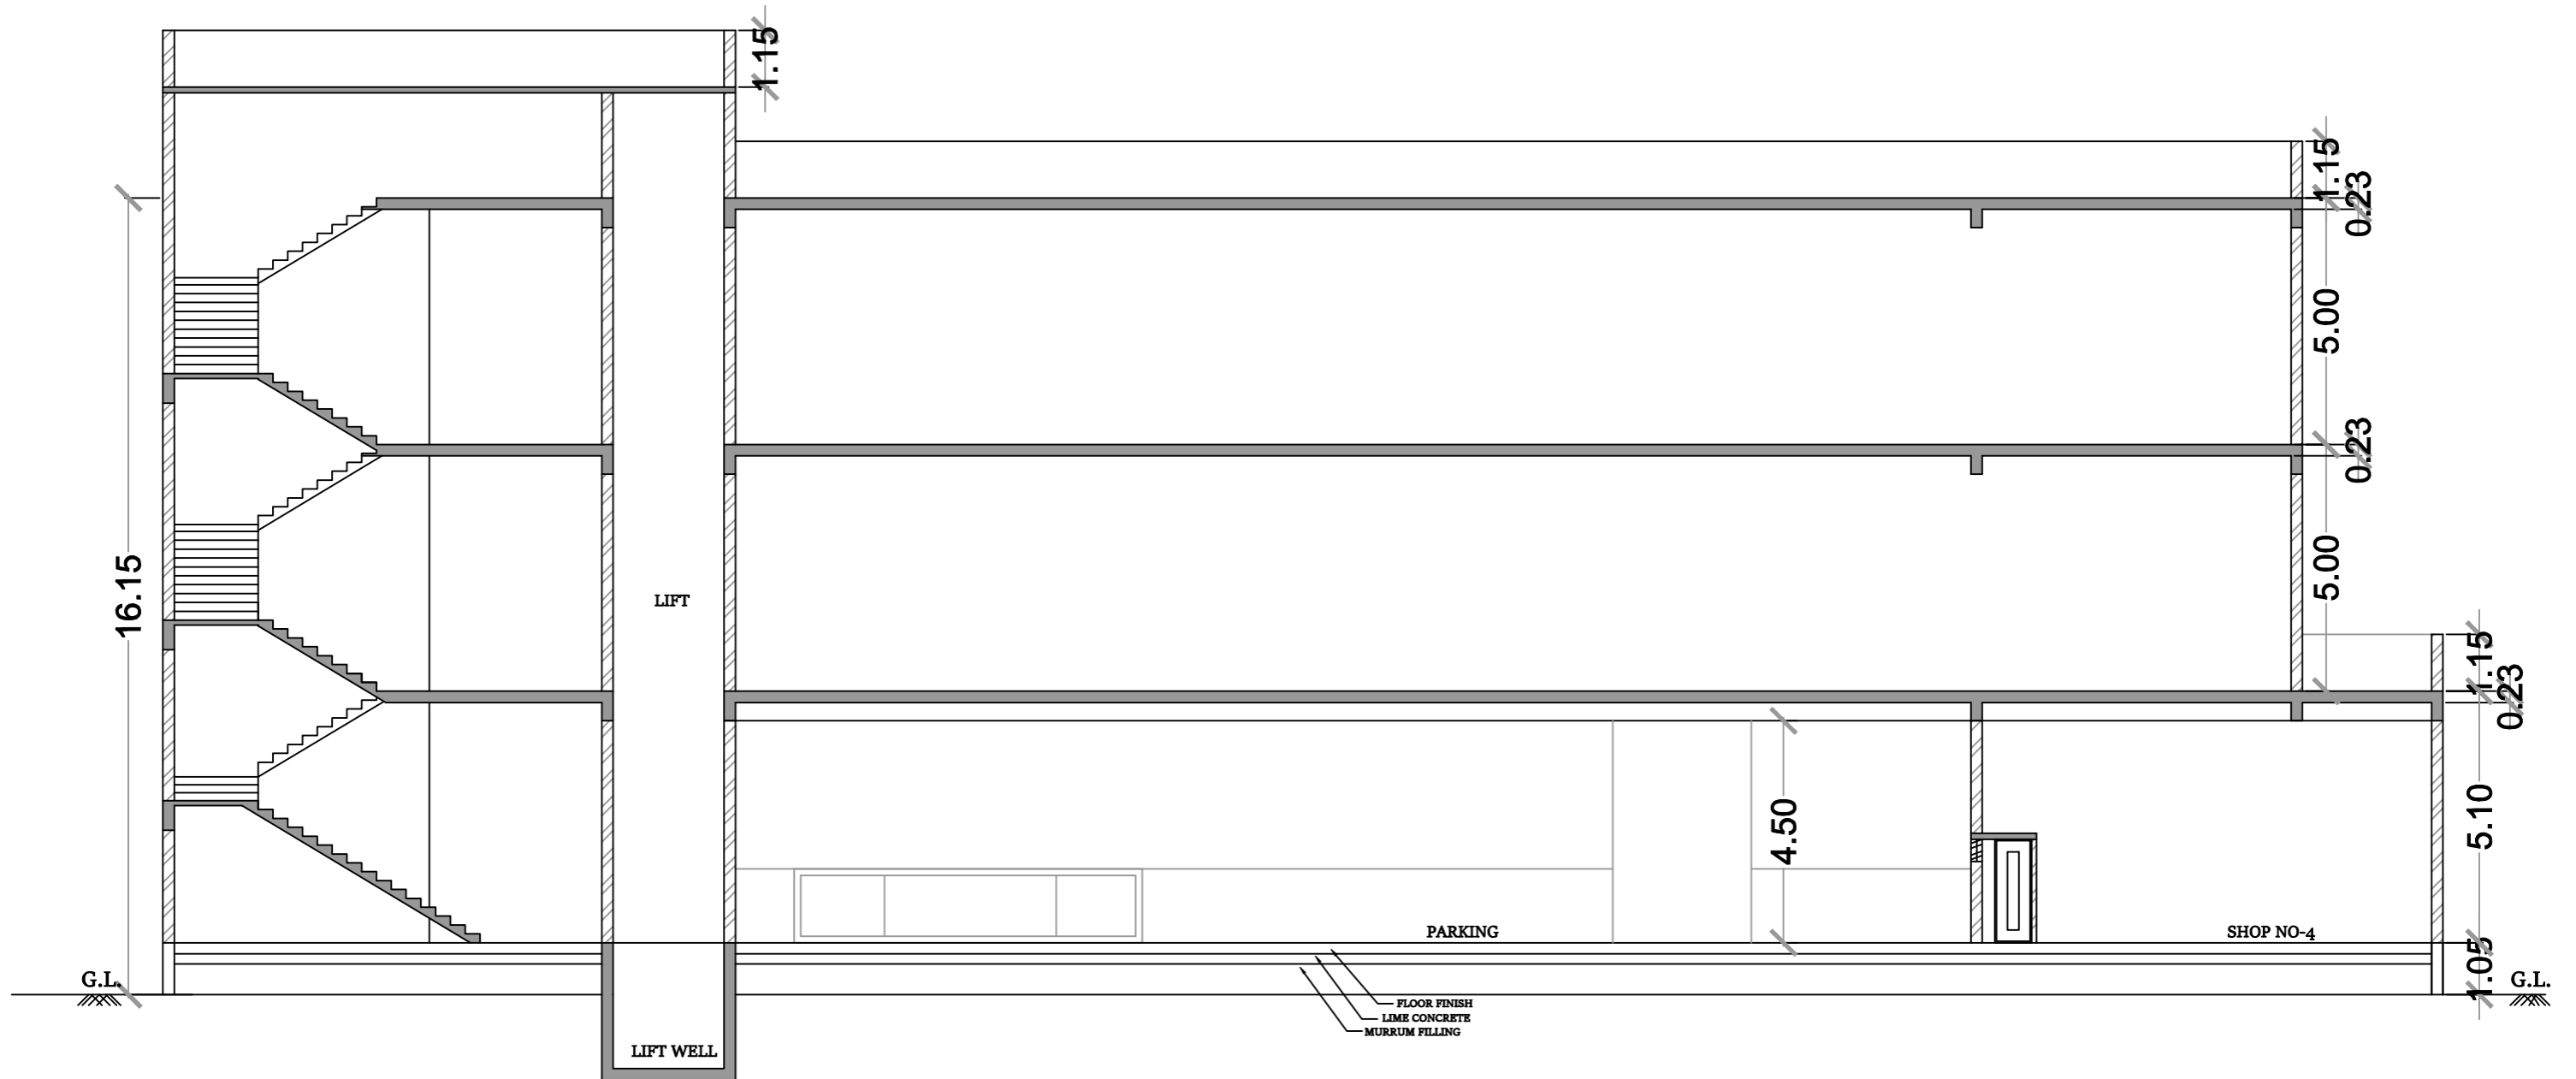 1.15
1.15
0.23
5.00
0.23
16.15
5.00
LIFT
1.15
0.23
4.50
5.10
PARKING
SHOP NO-4
1.05
G.L.
G.L.
FLOOR FINISH
LIME CONCRETE
MURRUM FILLING
LIFT WELL